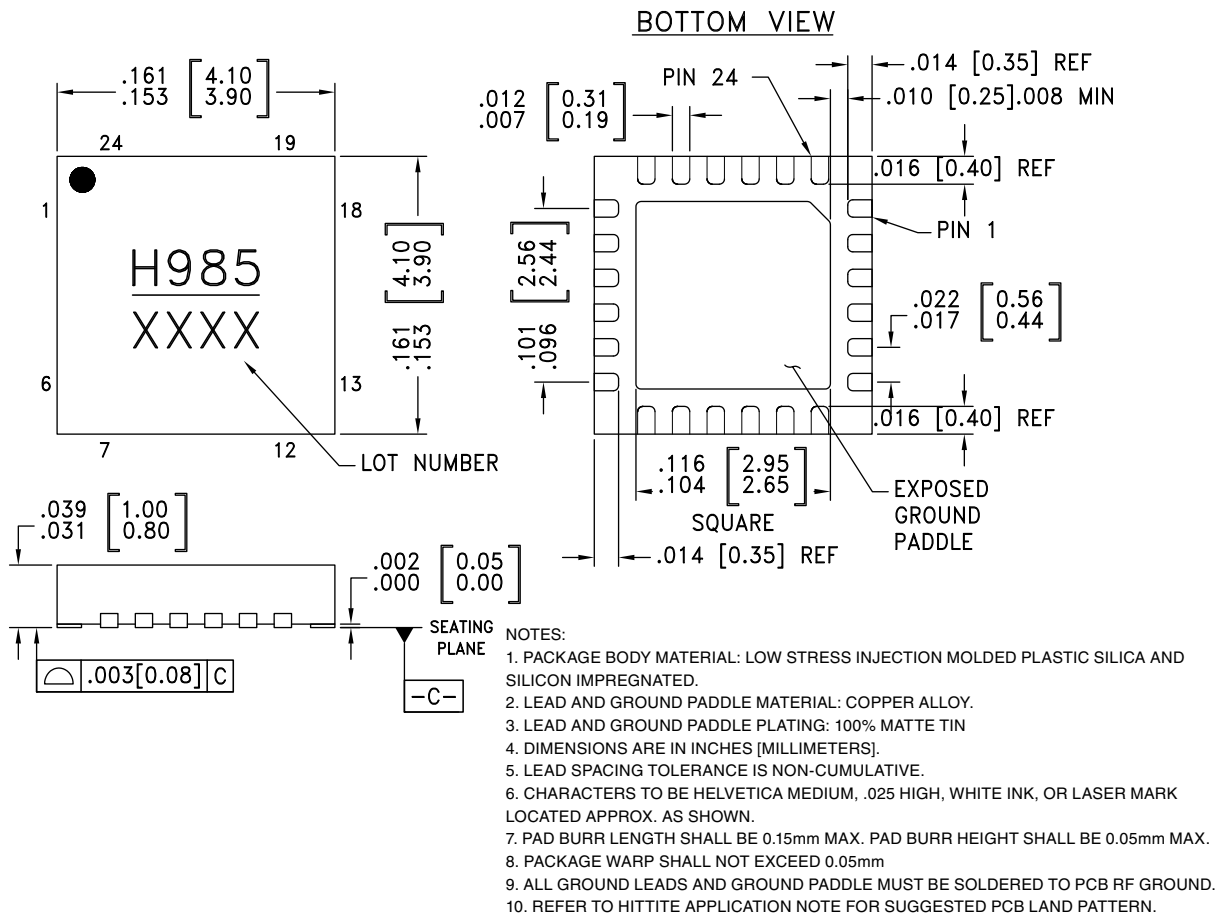 BOTTOM VIEW
.161 [4.10]
.153 [3.90]
24
19
1
18
H985
XXXX
6
13
7
12
LOT NUMBER
[4.10]
[3.90]
.161
.153
PIN 24
.014 [0.35] REF
.010 [0.25].008 MIN
.012 [0.31]
.007 [0.19]
.016 [0.40] REF
PIN 1
[2.56]
[2.44]
.101
.096
.022 [0.56]
.017 [0.44]
.016 [0.40] REF
.116 [2.95]
.104 [2.65]
SQUARE
EXPOSED
GROUND
PADDLE
.014 [0.35] REF
.039 [1.00]
.031 [0.80]
.002 [0.05]
.000 [0.00]
SEATING
PLANE
.003[0.08] C
-C-
NOTES:
1. PACKAGE BODY MATERIAL: LOW STRESS INJECTION MOLDED PLASTIC SILICA AND
SILICON IMPREGNATED.
2. LEAD AND GROUND PADDLE MATERIAL: COPPER ALLOY.
3. LEAD AND GROUND PADDLE PLATING: 100% MATTE TIN
4. DIMENSIONS ARE IN INCHES [MILLIMETERS].
5. LEAD SPACING TOLERANCE IS NON-CUMULATIVE.
6. CHARACTERS TO BE HELVETICA MEDIUM, .025 HIGH, WHITE INK, OR LASER MARK
LOCATED APPROX. AS SHOWN.
7. PAD BURR LENGTH SHALL BE 0.15mm MAX. PAD BURR HEIGHT SHALL BE 0.05mm MAX.
8. PACKAGE WARP SHALL NOT EXCEED 0.05mm
9. ALL GROUND LEADS AND GROUND PADDLE MUST BE SOLDERED TO PCB RF GROUND.
10. REFER TO HITTITE APPLICATION NOTE FOR SUGGESTED PCB LAND PATTERN.